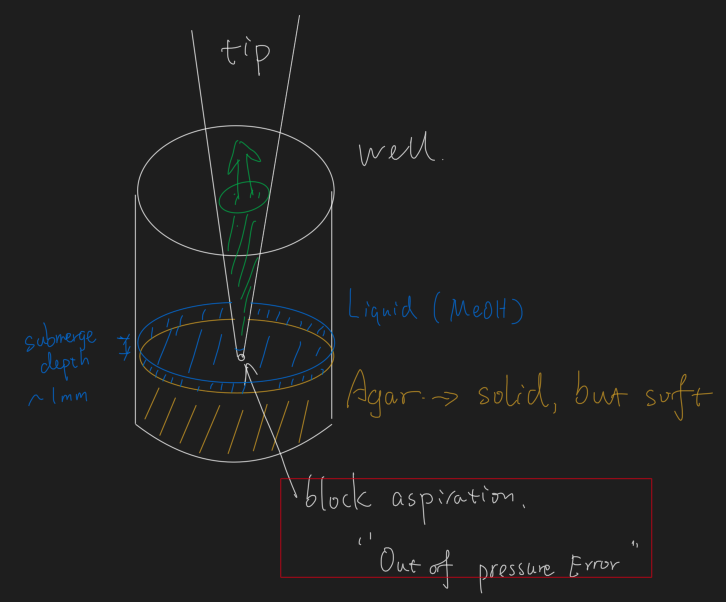 tip
well.
Liquid (MeOH)
submerge
depth
~1mm
Agar. → solid, but soft
block aspiration.
"Out of pressure Error"